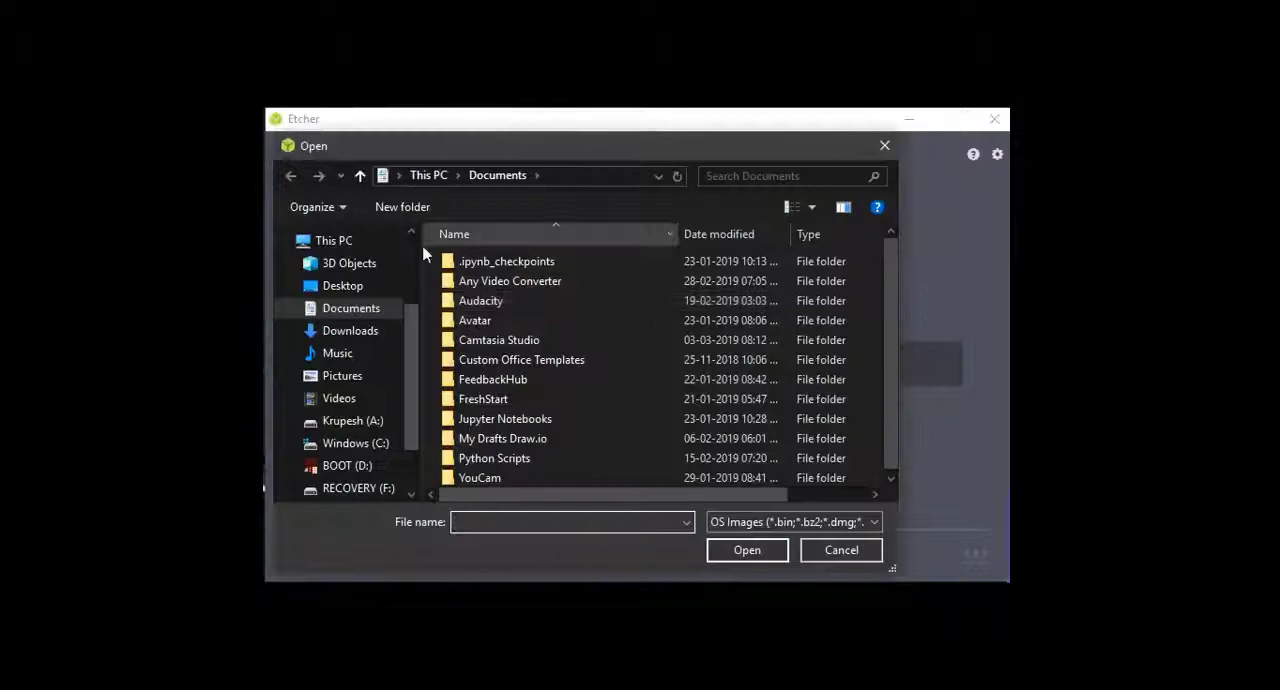 Etcher
Open
This PC > Documents >
Search Documents
Organize
New folder
Name Date modified Type
This PC
3D Objects
Desktop
Documents
Downloads
Music
Pictures
Videos
Krupesh (A:)
Windows (C:)
BOOT (D:)
RECOVERY (F:)
.ipynb_checkpoints 23-01-2019 10:13 ... File folder
Any Video Converter 28-02-2019 07:05 ... File folder
Audacity 19-02-2019 03:03 ... File folder
Avatar 23-01-2019 08:06 ... File folder
Camtasia Studio 03-03-2019 08:12 ... File folder
Custom Office Templates 25-11-2018 10:06 ... File folder
FeedbackHub 22-01-2019 08:42 ... File folder
FreshStart 21-01-2019 05:47 ... File folder
Jupyter Notebooks 23-01-2019 10:28 ... File folder
My Drafts Draw.io 06-02-2019 06:01 ... File folder
Python Scripts 15-02-2019 07:20 ... File folder
YouCam 29-01-2019 08:41 ... File folder
File name:
OS Images (*.bin;*.bz2;*.dmg;*.
Open
Cancel